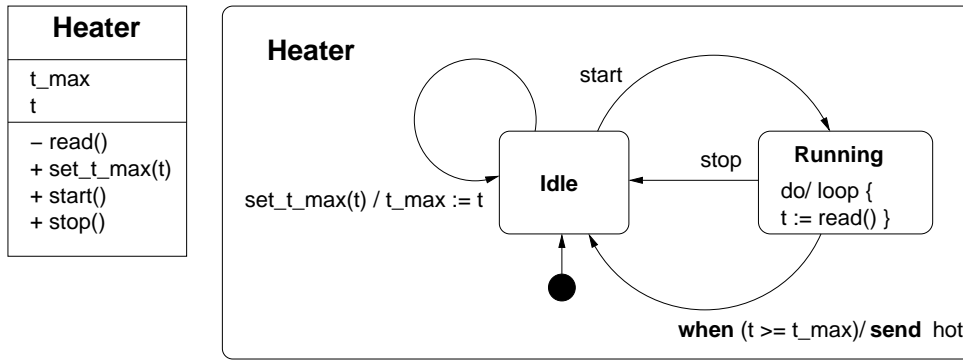 Heater
t_max
t
– read()
+ set_t_max(t)
+ start()
+ stop()
Heater
start
set_t_max(t) / t_max := t
Idle
stop
Running
do/ loop {
t := read() }
when (t >= t_max)/ send hot